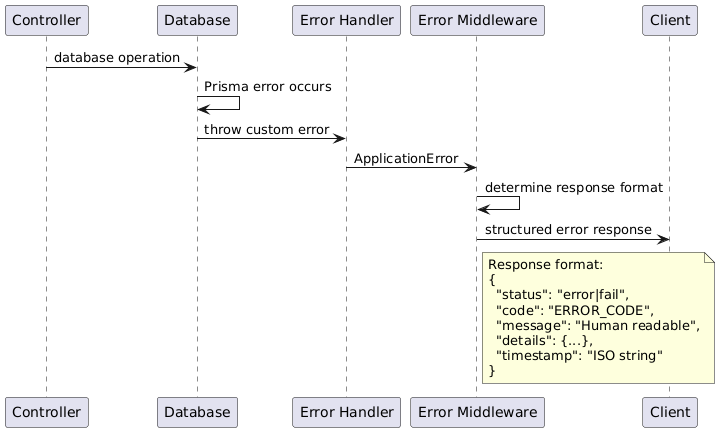 Controller
Database
Error Handler
Error Middleware
Client
database operation
Prisma error occurs
throw custom error
ApplicationError
determine response format
structured error response
Response format:
{
  "status": "error|fail",
  "code": "ERROR_CODE",
  "message": "Human readable",
  "details": {...},
  "timestamp": "ISO string"
}
Controller
Database
Error Handler
Error Middleware
Client